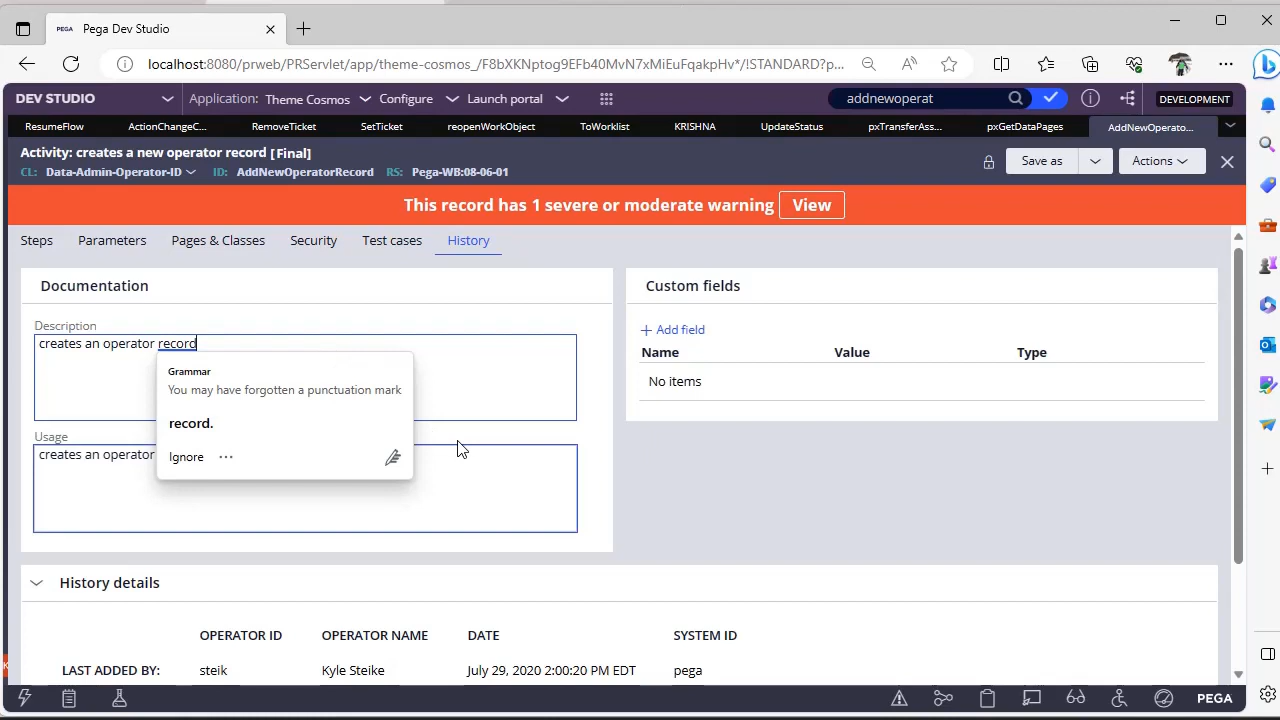 PEGA Pega Dev Studio
localhost:8080/prweb/PRServlet/app/theme-cosmos_/F8bXKNptog9EFb40MvN7xMiEuFqakpHv*/!STANDARD?p...
DEV STUDIO Application: Theme Cosmos Configure Launch portal addnewoperat DEVELOPMENT
ResumeFlow ActionChangeC... RemoveTicket SetTicket reopenWorkObject ToWorklist KRISHNA UpdateStatus pxTransferAss... pxGetDataPages AddNewOperato...
Activity: creates a new operator record [Final]
CL: Data-Admin-Operator-ID ID: AddNewOperatorRecord RS: Pega-WB:08-06-01
Save as Actions
This record has 1 severe or moderate warning View
Steps Parameters Pages & Classes Security Test cases History
Documentation
Description
creates an operator record
Grammar
You may have forgotten a punctuation mark
record.
Ignore ...
Usage
creates an operator
Custom fields
Add field
Name Value Type
No items
History details
OPERATOR ID OPERATOR NAME DATE SYSTEM ID
LAST ADDED BY: steik Kyle Steike July 29, 2020 2:00:20 PM EDT pega
PEGA